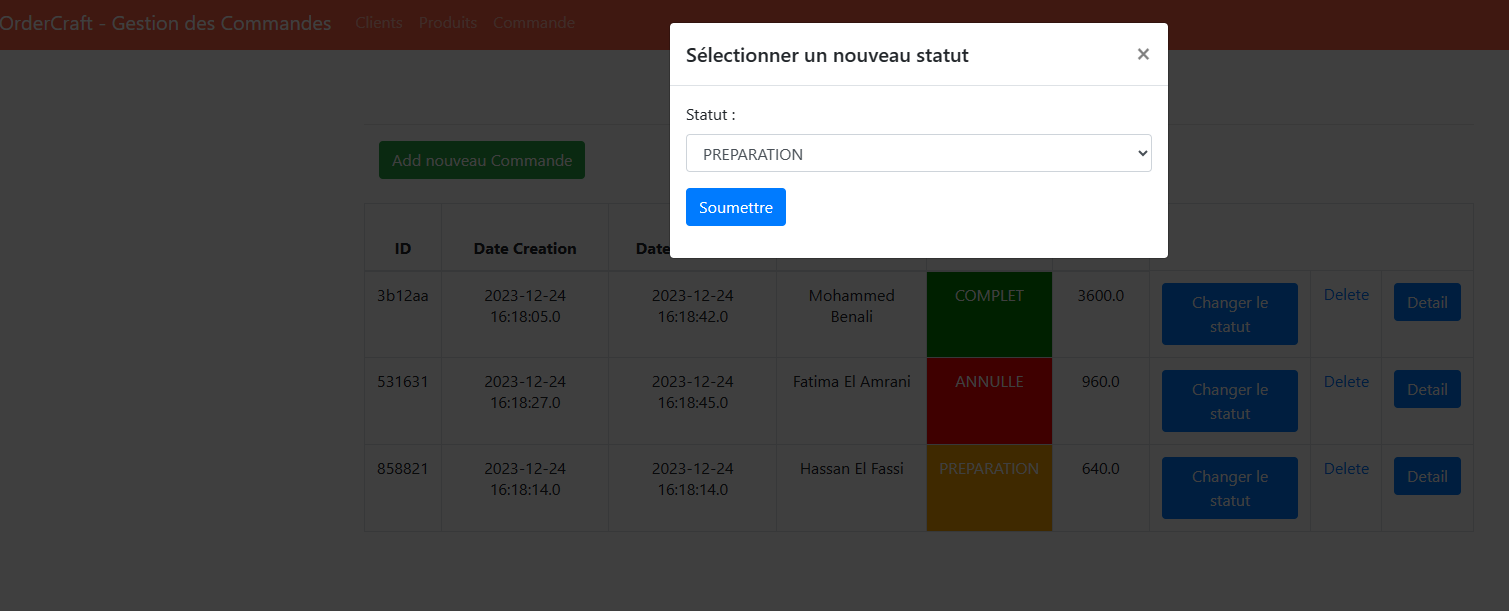 OrderCraft - Gestion des Commandes Clients Produits Commande
Sélectionner un nouveau statut ×
Statut :
PREPARATION
Soumettre
Add nouveau Commande
ID Date Creation Date
3b12aa 2023-12-24 16:18:05.0 2023-12-24 16:18:42.0 Mohammed Benali COMPLET 3600.0 Changer le statut Delete Detail
531631 2023-12-24 16:18:27.0 2023-12-24 16:18:45.0 Fatima El Amrani ANNULLE 960.0 Changer le statut Delete Detail
858821 2023-12-24 16:18:14.0 2023-12-24 16:18:14.0 Hassan El Fassi PREPARATION 640.0 Changer le statut Delete Detail